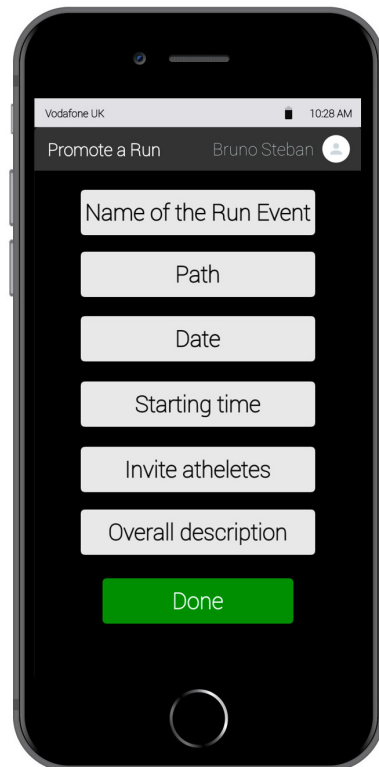 Vodafone UK 10:28 AM
Promote a Run Bruno Steban
Name of the Run Event
Path
Date
Starting time
Invite atheletes
Overall description
Done